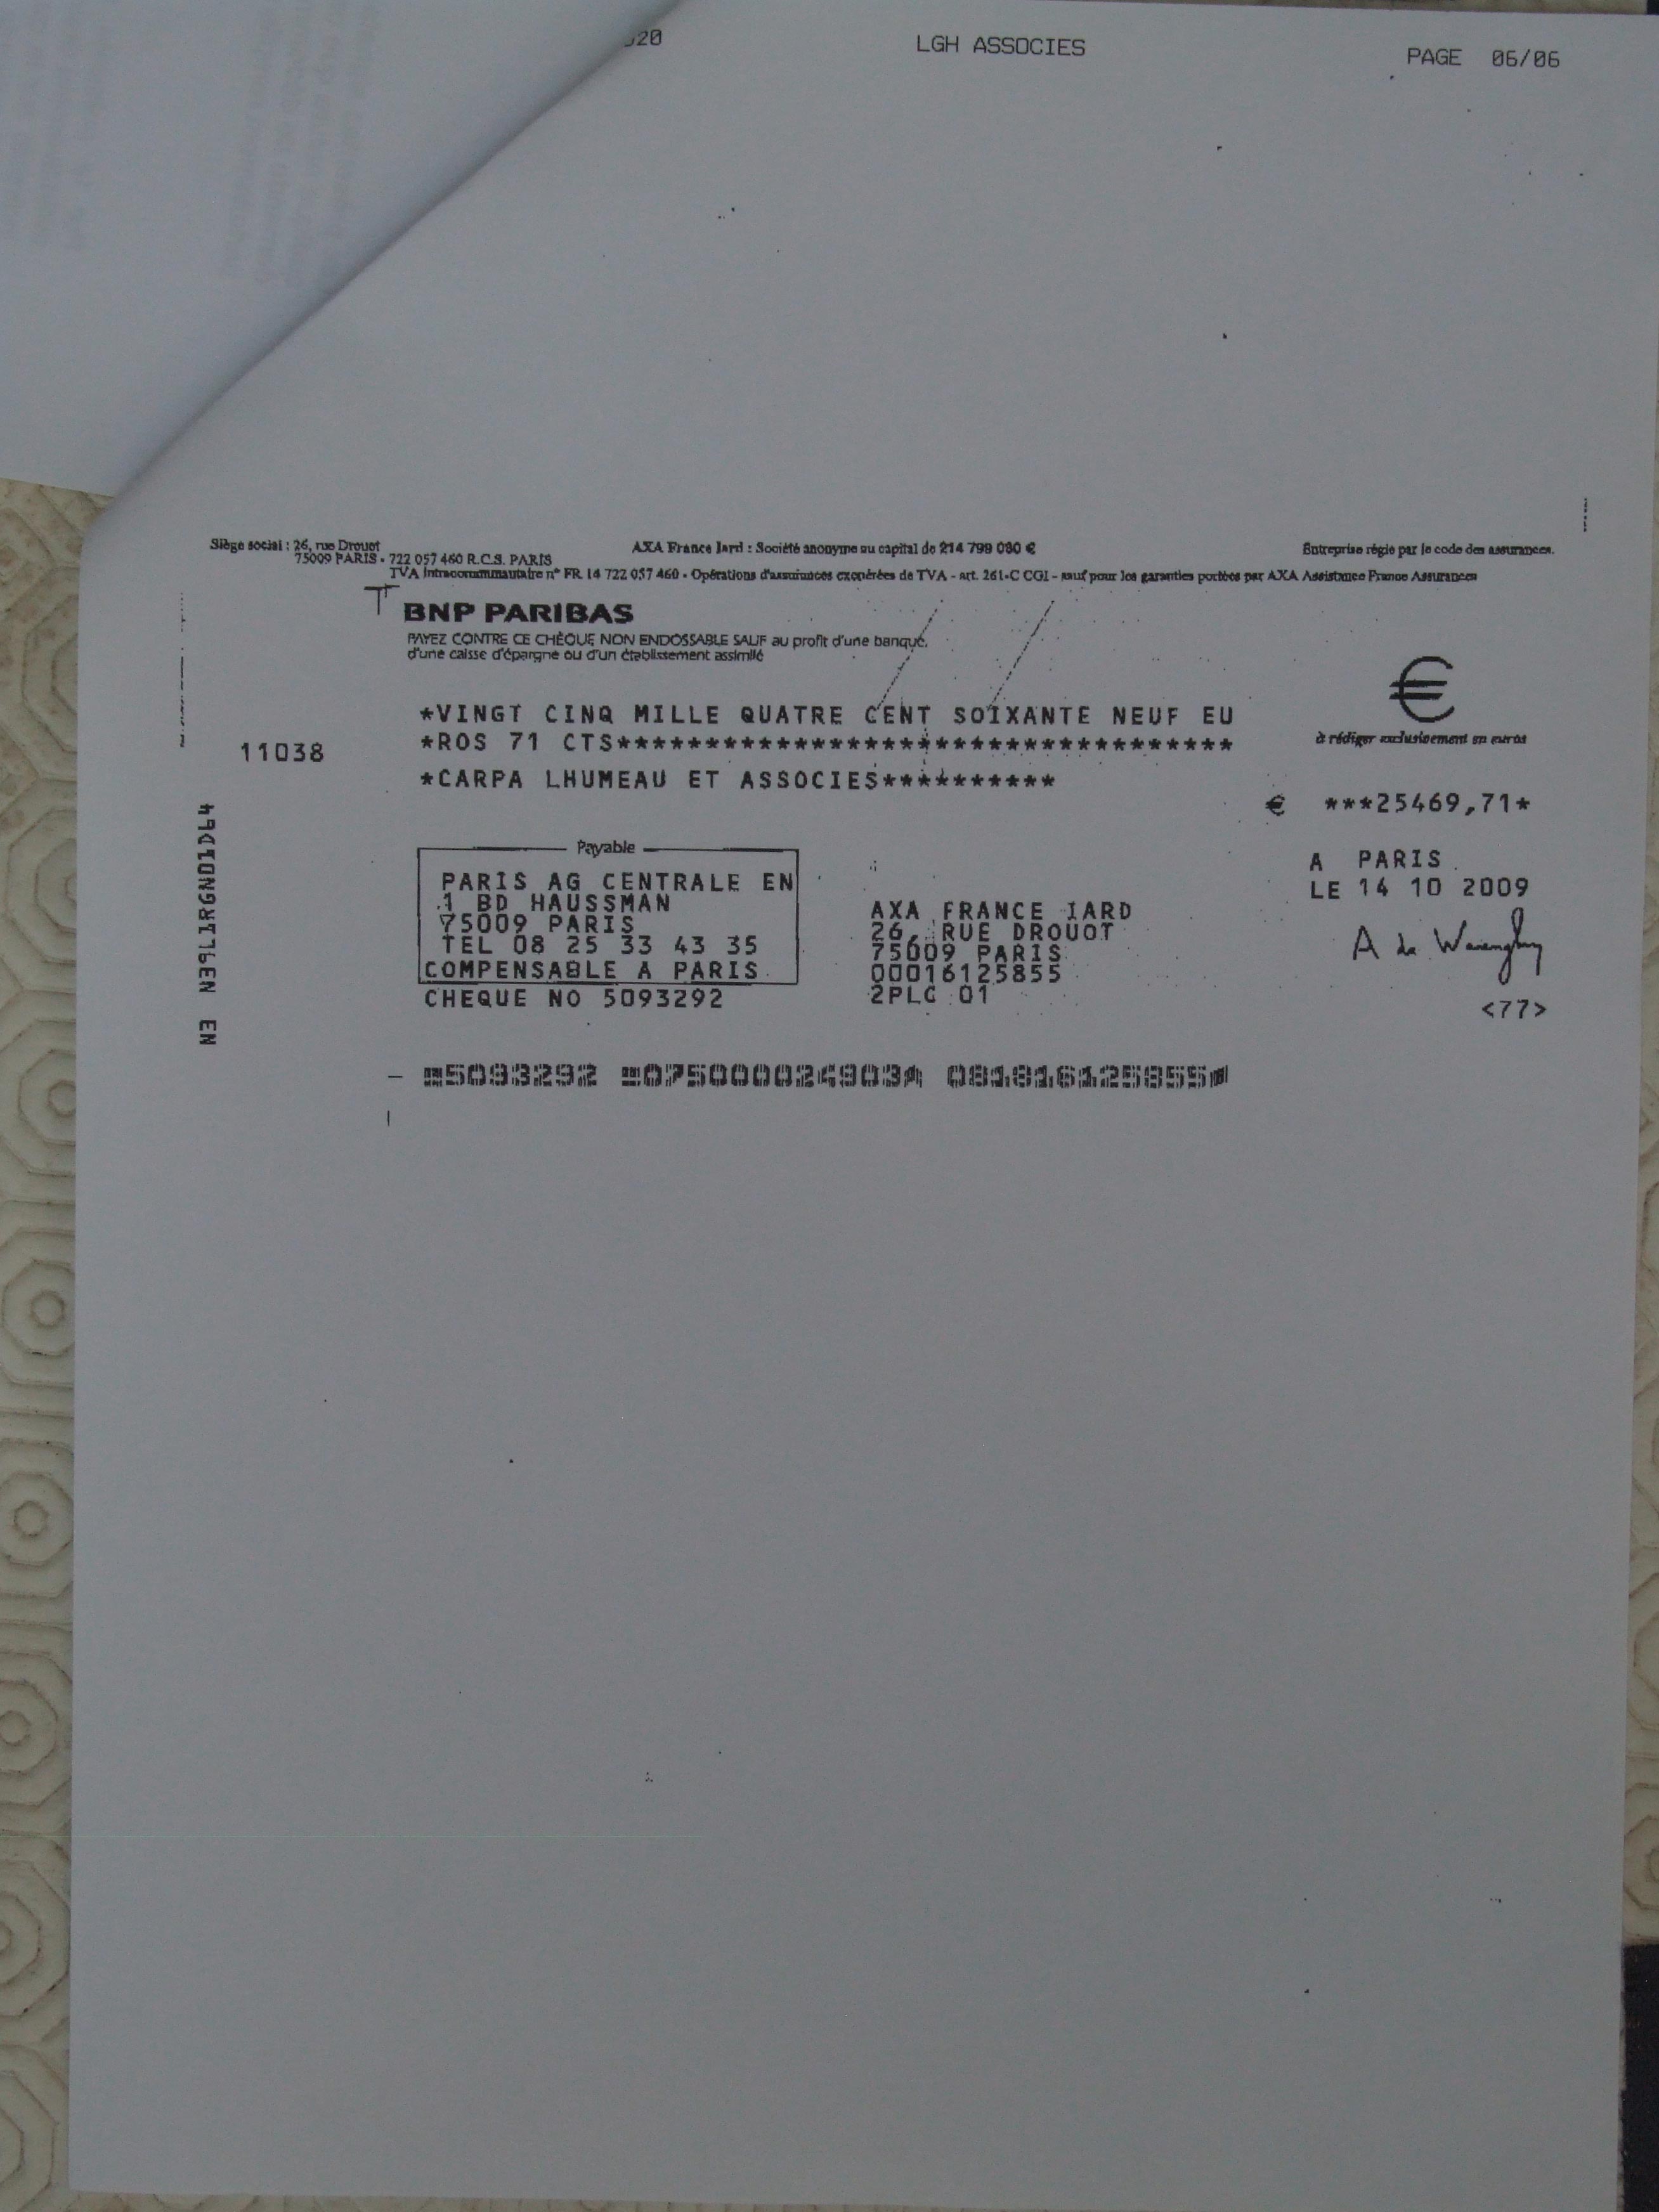 020 LGH ASSOCIES PAGE 06/06
Siège social : 26, rue Drouot AXA France Iard : Société anonyme au capital de 214 799 030 € Entreprise régie par le code des assurances.
75009 PARIS - 722 057 460 R.C.S. PARIS
TVA intracommunautaire n° FR 14 722 057 460 - Opérations d'assurances exonérées de TVA - art. 261-C CGI - sauf pour les garanties portées par AXA Assistance France Assurances
BNP PARIBAS
PAYEZ CONTRE CE CHÈQUE NON ENDOSSABLE SAUF au profit d'une banque,
d'une caisse d'épargne ou d'un établissement assimilé
€
*VINGT CINQ MILLE QUATRE CENT SOIXANTE NEUF EU
*ROS 71 CTS***********************************
à rédiger exclusivement en euros
11038
*CARPA LHUMEAU ET ASSOCIES**********
€ ***25469,71*
Payable
PARIS AG CENTRALE EN
1 BD HAUSSMAN
75009 PARIS
TEL 08 25 33 43 35
COMPENSABLE A PARIS
CHEQUE NO 5093292
AXA FRANCE IARD
26, RUE DROUOT
75009 PARIS
00016125855
2PLC 01
A PARIS
LE 14 10 2009
<77>
N3 N39LIRGN01D64
5093292 075000024903A 081816125855